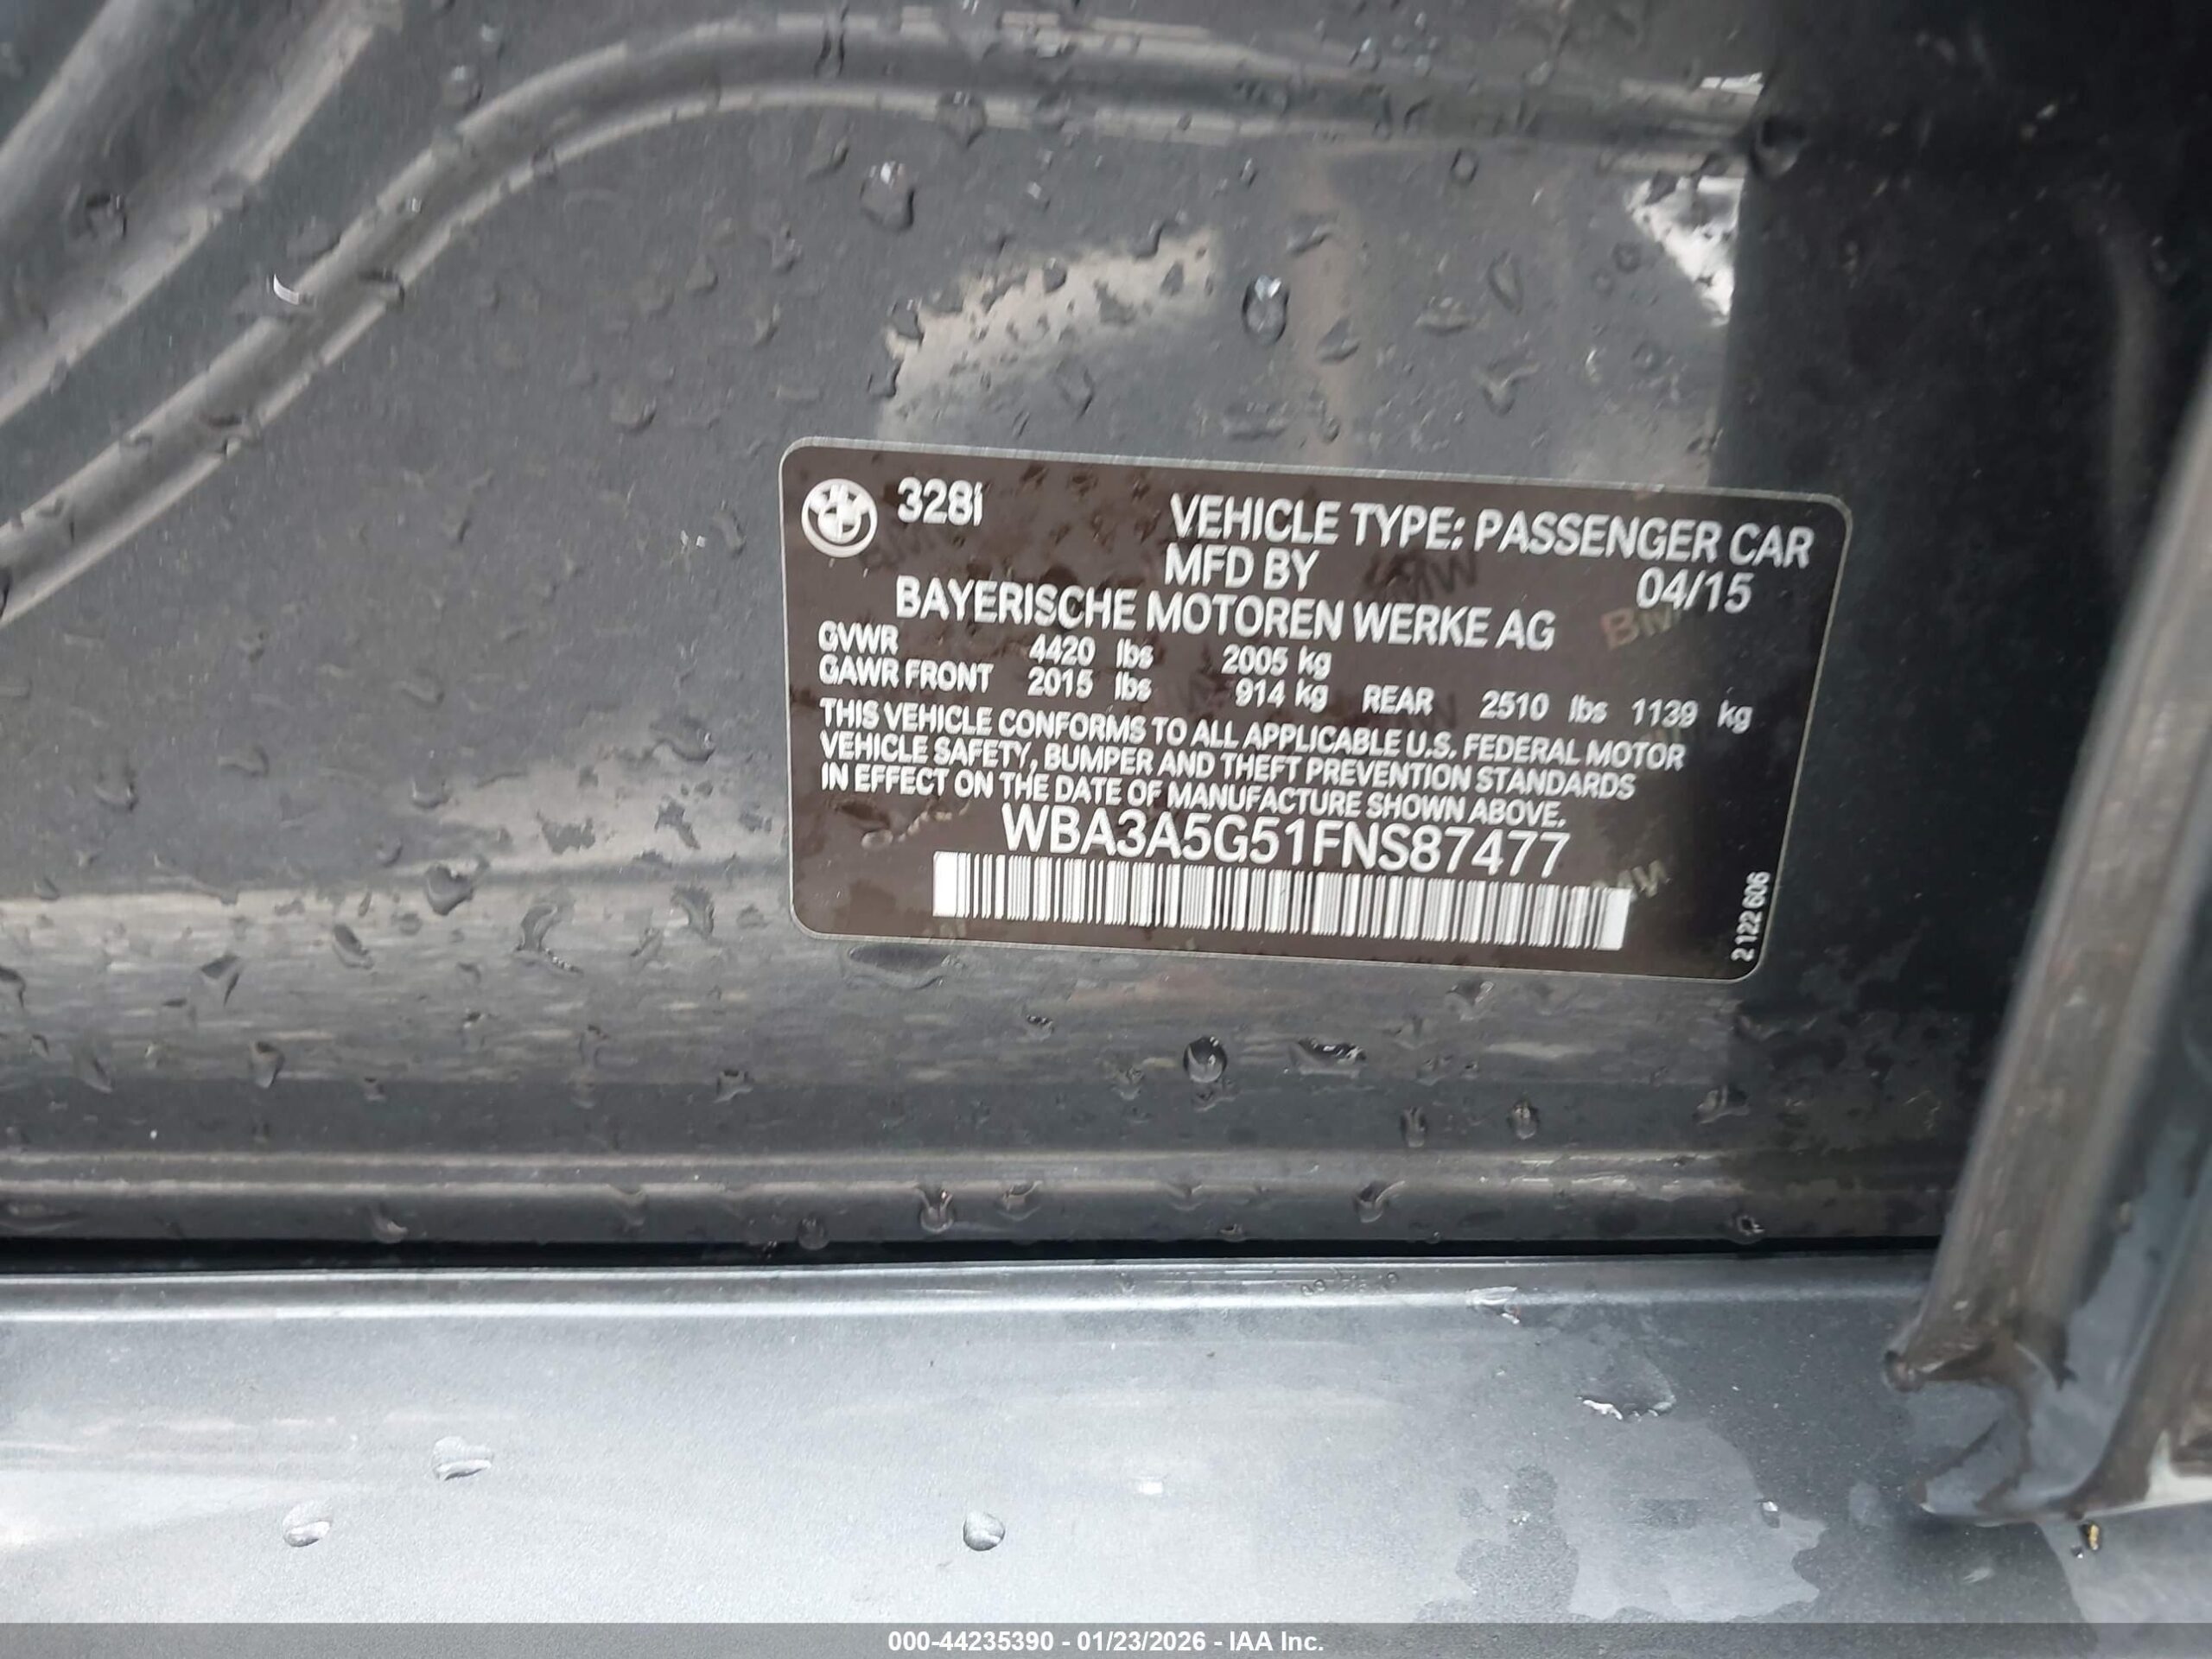 328i
VEHICLE TYPE: PASSENGER CAR
MFD BY 04/15
BAYERISCHE MOTOREN WERKE AG
GVWR 4420 lbs 2005 kg
GAWR FRONT 2015 lbs 914 kg REAR 2510 lbs 1139 kg
THIS VEHICLE CONFORMS TO ALL APPLICABLE U.S. FEDERAL MOTOR
VEHICLE SAFETY, BUMPER AND THEFT PREVENTION STANDARDS
IN EFFECT ON THE DATE OF MANUFACTURE SHOWN ABOVE.
WBA3A5G51FNS87477
2122 606
000-44235390 - 01/23/2026 - IAA Inc.